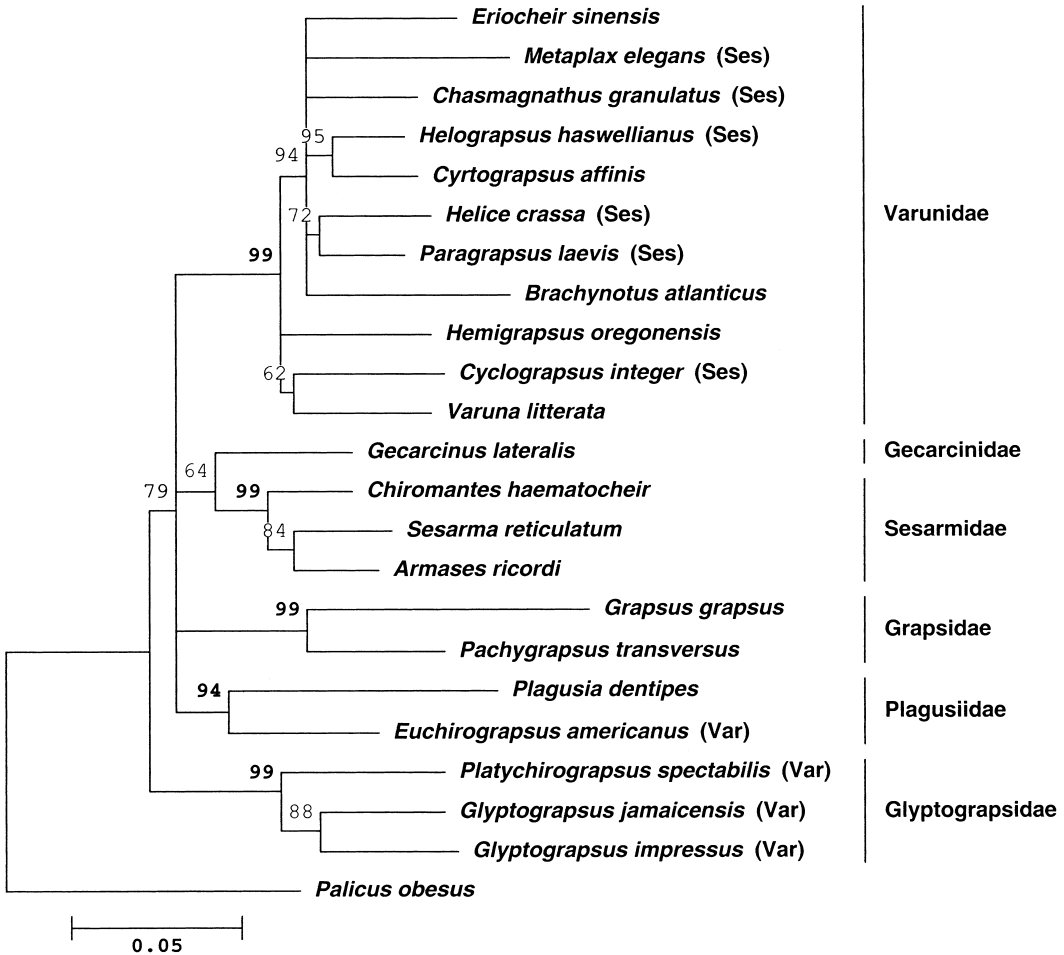 Eriocheir sinensis
Metaplax elegans (Ses)
Chasmagnathus granulatus (Ses)
95
Helograpsus haswellianus (Ses)
94
Cyrtograpsus affinis
72
Helice crassa (Ses)
Varunidae
99
Paragrapsus laevis (Ses)
Brachynotus atlanticus
Hemigrapsus oregonensis
62
Cyclograpsus integer (Ses)
Varuna litterata
Gecarcinus lateralis
Gecarcinidae
64
79
99
Chiromantes haematocheir
84
Sesarma reticulatum
Sesarmidae
Armases ricordi
99
Grapsus grapsus
Grapsidae
Pachygrapsus transversus
94
Plagusia dentipes
Plagusiidae
Euchirograpsus americanus (Var)
99
Platychirograpsus spectabilis (Var)
88
Glyptograpsus jamaicensis (Var)
Glyptograpsidae
Glyptograpsus impressus (Var)
Palicus obesus
0.05